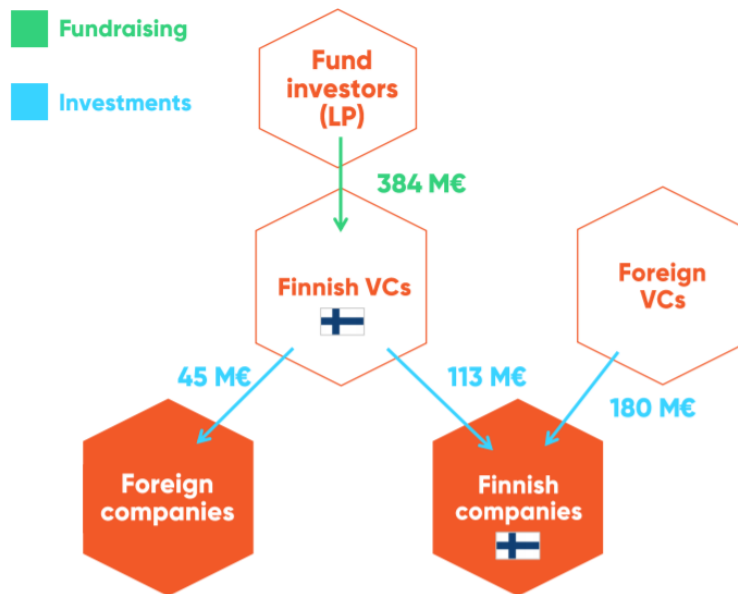 Fundraising
Investments
Fund
investors
(LP)
384 M€
Finnish VCs
Foreign
VCs
45 M€
113 M€
180 M€
Foreign
companies
Finnish
companies